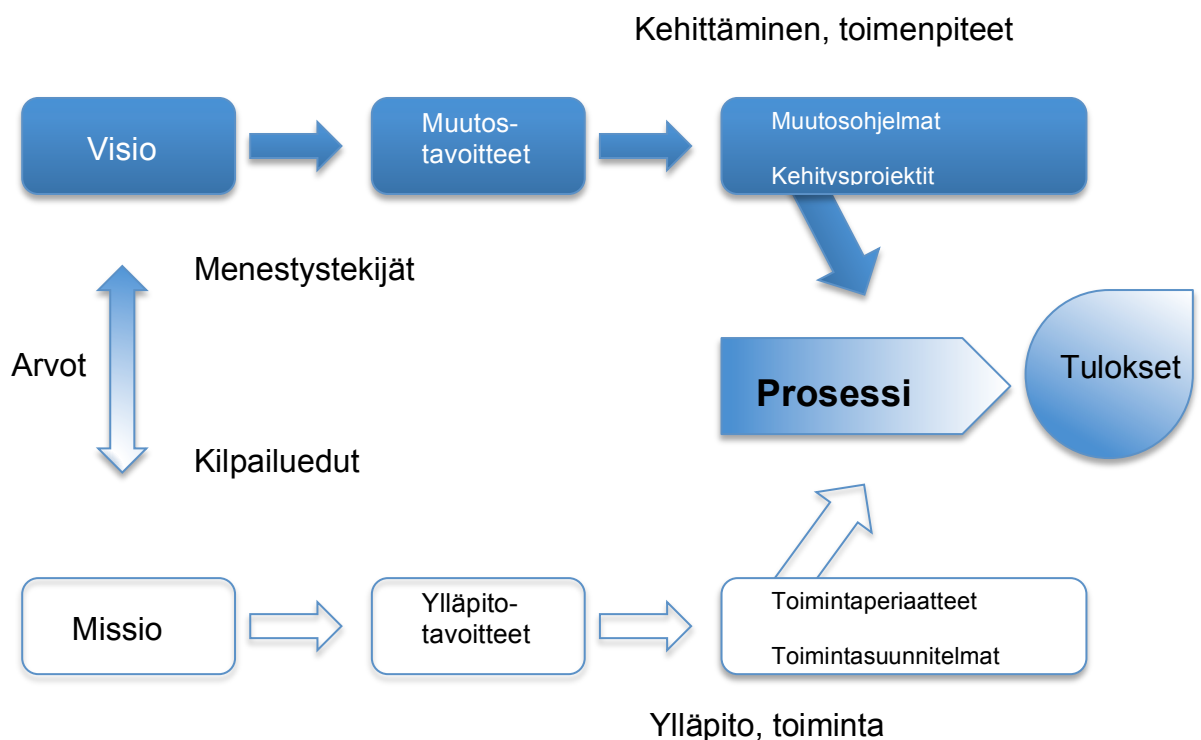 Kehittäminen, toimenpiteet
Visio
Muutos-
tavoitteet
Muutosohjelmat
Kehitysprojektit
Menestystekijät
Arvot
Kilpailuedut
Prosessi
Tulokset
Missio
Ylläpito-
tavoitteet
Toimintaperiaatteet
Toimintasuunnitelmat
Ylläpito, toiminta